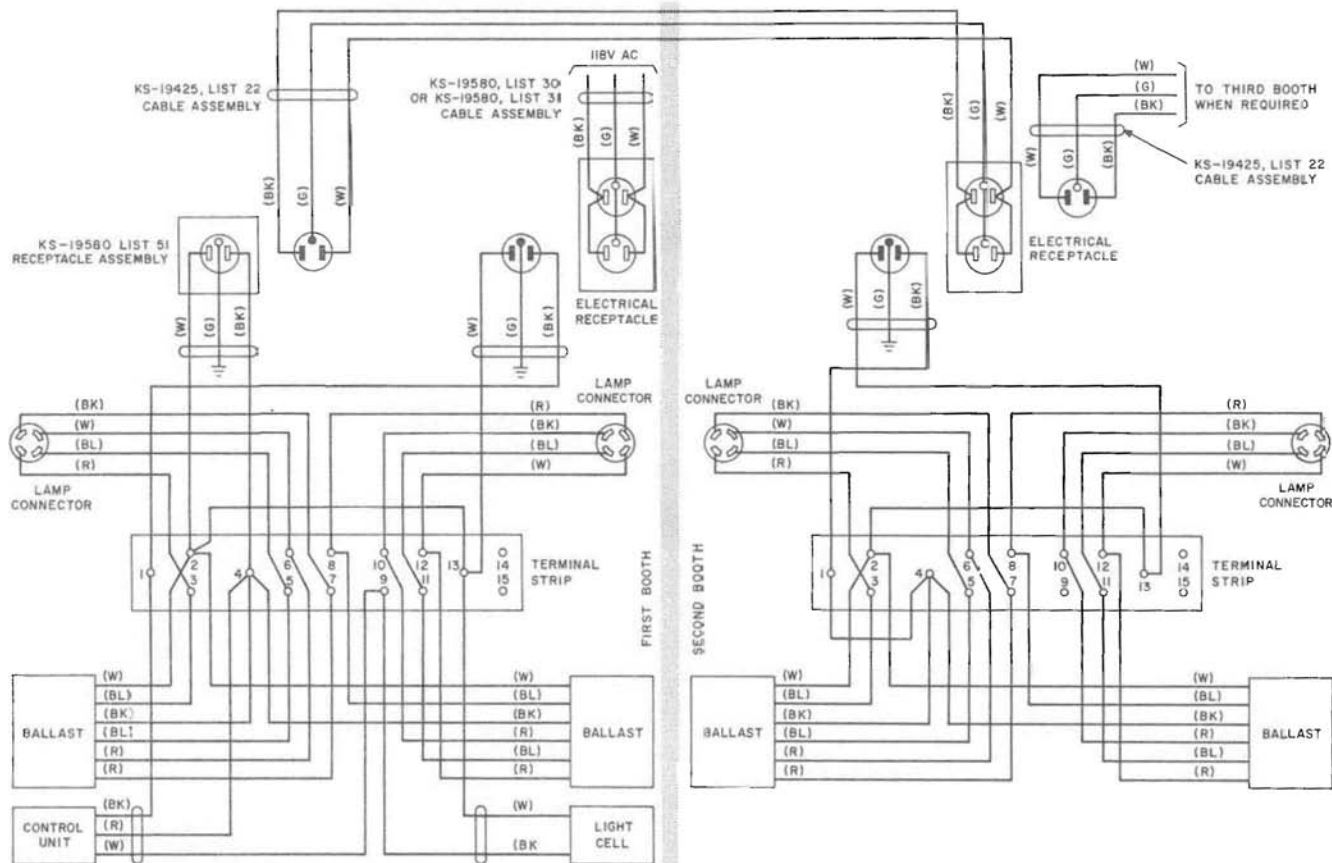 118V AC
KS-19425, LIST 22
CABLE ASSEMBLY
KS-19580, LIST 30
OR KS-19580, LIST 31
CABLE ASSEMBLY
(BK)
(G)
(W)
(BK)
(G)
(W)
KS-19580 LIST 51
RECEPTACLE ASSEMBLY
ELECTRICAL
RECEPTACLE
(W)
(G)
(BK)
(W)
(G)
(BK)
LAMP
CONNECTOR
(BK)
(W)
(BL)
(R)
(R)
(BK)
(BL)
(W)
LAMP
CONNECTOR
1
2
3
4
6
5
8
7
10
9
12
11
13
14
15
TERMINAL
STRIP
FIRST BOOTH
BALLAST
(W)
(BL)
(BK)
(BL)
(R)
(R)
(W)
(BL)
(BK)
(R)
(BL)
(R)
BALLAST
CONTROL
UNIT
(BK)
(R)
(W)
(W)
(BK
LIGHT
CELL
(BK)
(G)
(W)
(W)
(G)
(BK)
TO THIRD BOOTH
WHEN REQUIRED
(W)
(G)
(BK)
KS-19425, LIST 22
CABLE ASSEMBLY
ELECTRICAL
RECEPTACLE
(W)
(G)
(BK)
LAMP
CONNECTOR
(BK)
(W)
(BL)
(R)
(R)
(BK)
(BL)
(W)
LAMP
CONNECTOR
1
2
3
4
6
5
8
7
10
9
12
11
13
14
15
TERMINAL
STRIP
SECOND BOOTH
BALLAST
(W)
(BL)
(BK)
(BL)
(R)
(R)
(W)
(BL)
(BK)
(R)
(BL)
(R)
BALLAST